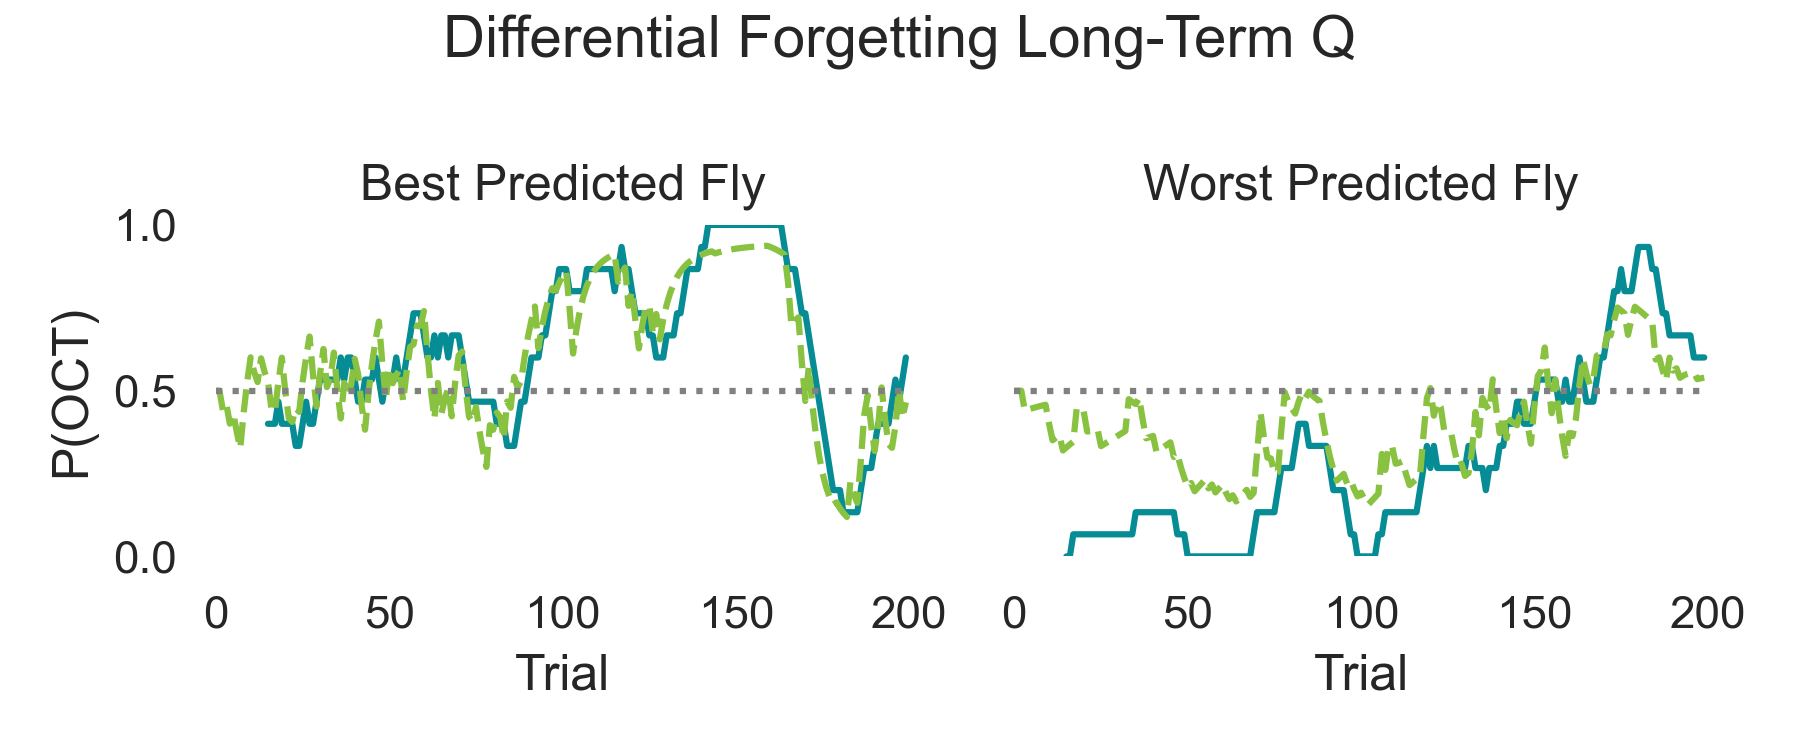 Differential Forgetting Long-Term Q
Best Predicted Fly
Worst Predicted Fly
P(OCT)
1.0
0.5
0.0
0 50 100 150 200
0 50 100 150 200
Trial
Trial